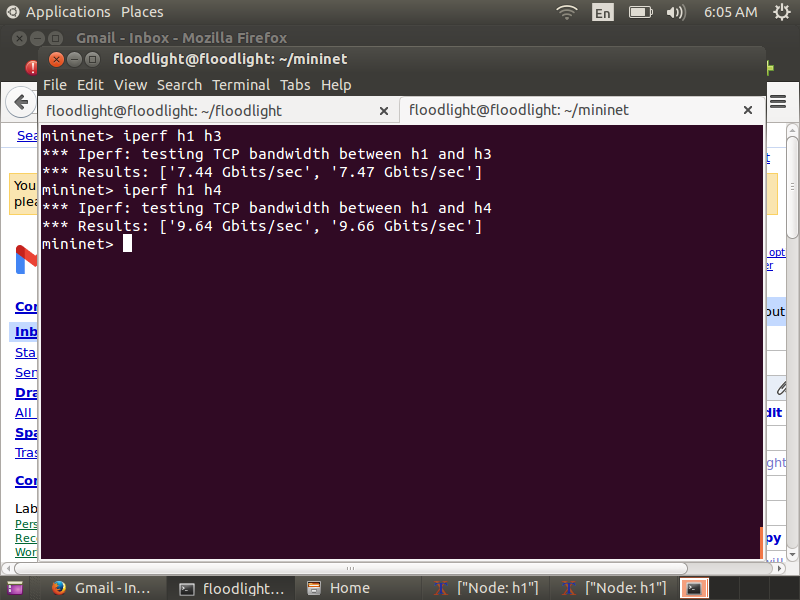 Applications Places En 6:05 AM
Gmail - Inbox - Mozilla Firefox
floodlight@floodlight: ~/mininet
File Edit View Search Terminal Tabs Help
floodlight@floodlight: ~/floodlight × floodlight@floodlight: ~/mininet ×
mininet> iperf h1 h3
*** Iperf: testing TCP bandwidth between h1 and h3
*** Results: ['7.44 Gbits/sec', '7.47 Gbits/sec']
mininet> iperf h1 h4
*** Iperf: testing TCP bandwidth between h1 and h4
*** Results: ['9.64 Gbits/sec', '9.66 Gbits/sec']
mininet>
Sea
You
plea
opt
er
Cor
Inb
out
Sta
Sen
Dra
All
dit
Spa
Tras
ght
Cor
Lab
Pers
Rece
py
Wor
Gmail - In... floodlight... Home ["Node: h1"] ["Node: h1"]